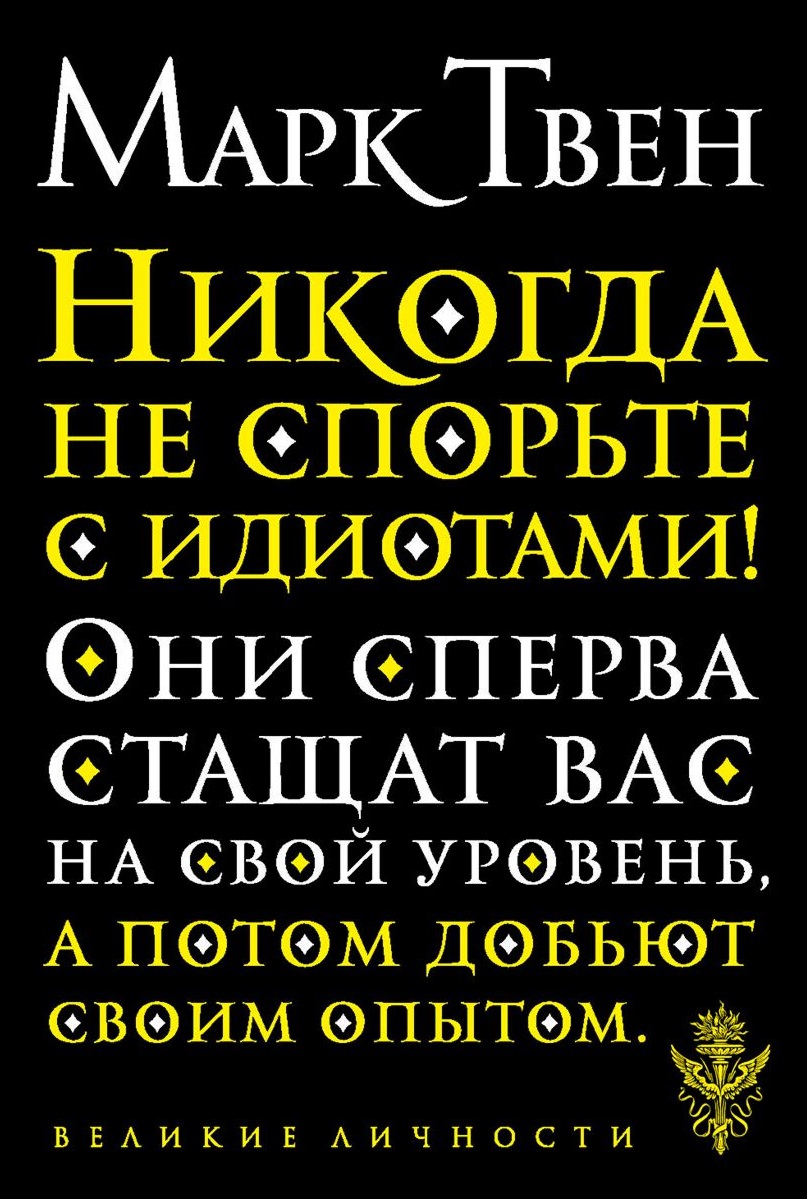 Марк Твен
Никогда
не спорьте
с идиотами!
Они сперва
стащат вас
на свой уровень,
а потом добьют
своим опытом.
ВЕЛИКИЕ ЛИЧНОСТИ